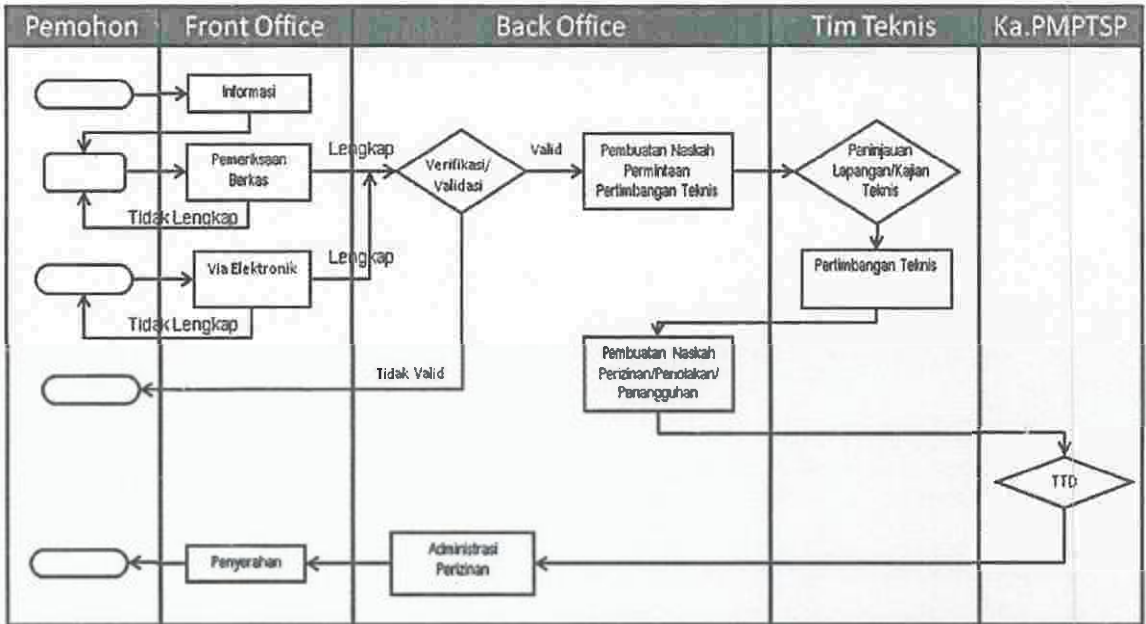 Pemohon
Front Office
Back Office
Tim Teknis
Ka.PMPTSP
Informasi
Pemeriksaan
Berkas
Lengkap
Tidak Lengkap
Verifikasi/
Validasi
Valid
Pembuatan Naskah
Permintaan
Pertimbangan Teknis
Peninjauan
Lapangan/Kajian
Teknis
Via Elektronik
Lengkap
Tidak Lengkap
Pertimbangan Teknis
Tidak Valid
Pembuatan Naskah
Perizinan/Penolakan/
Penangguhan
TTD
Administrasi
Perizinan
Penyerahan